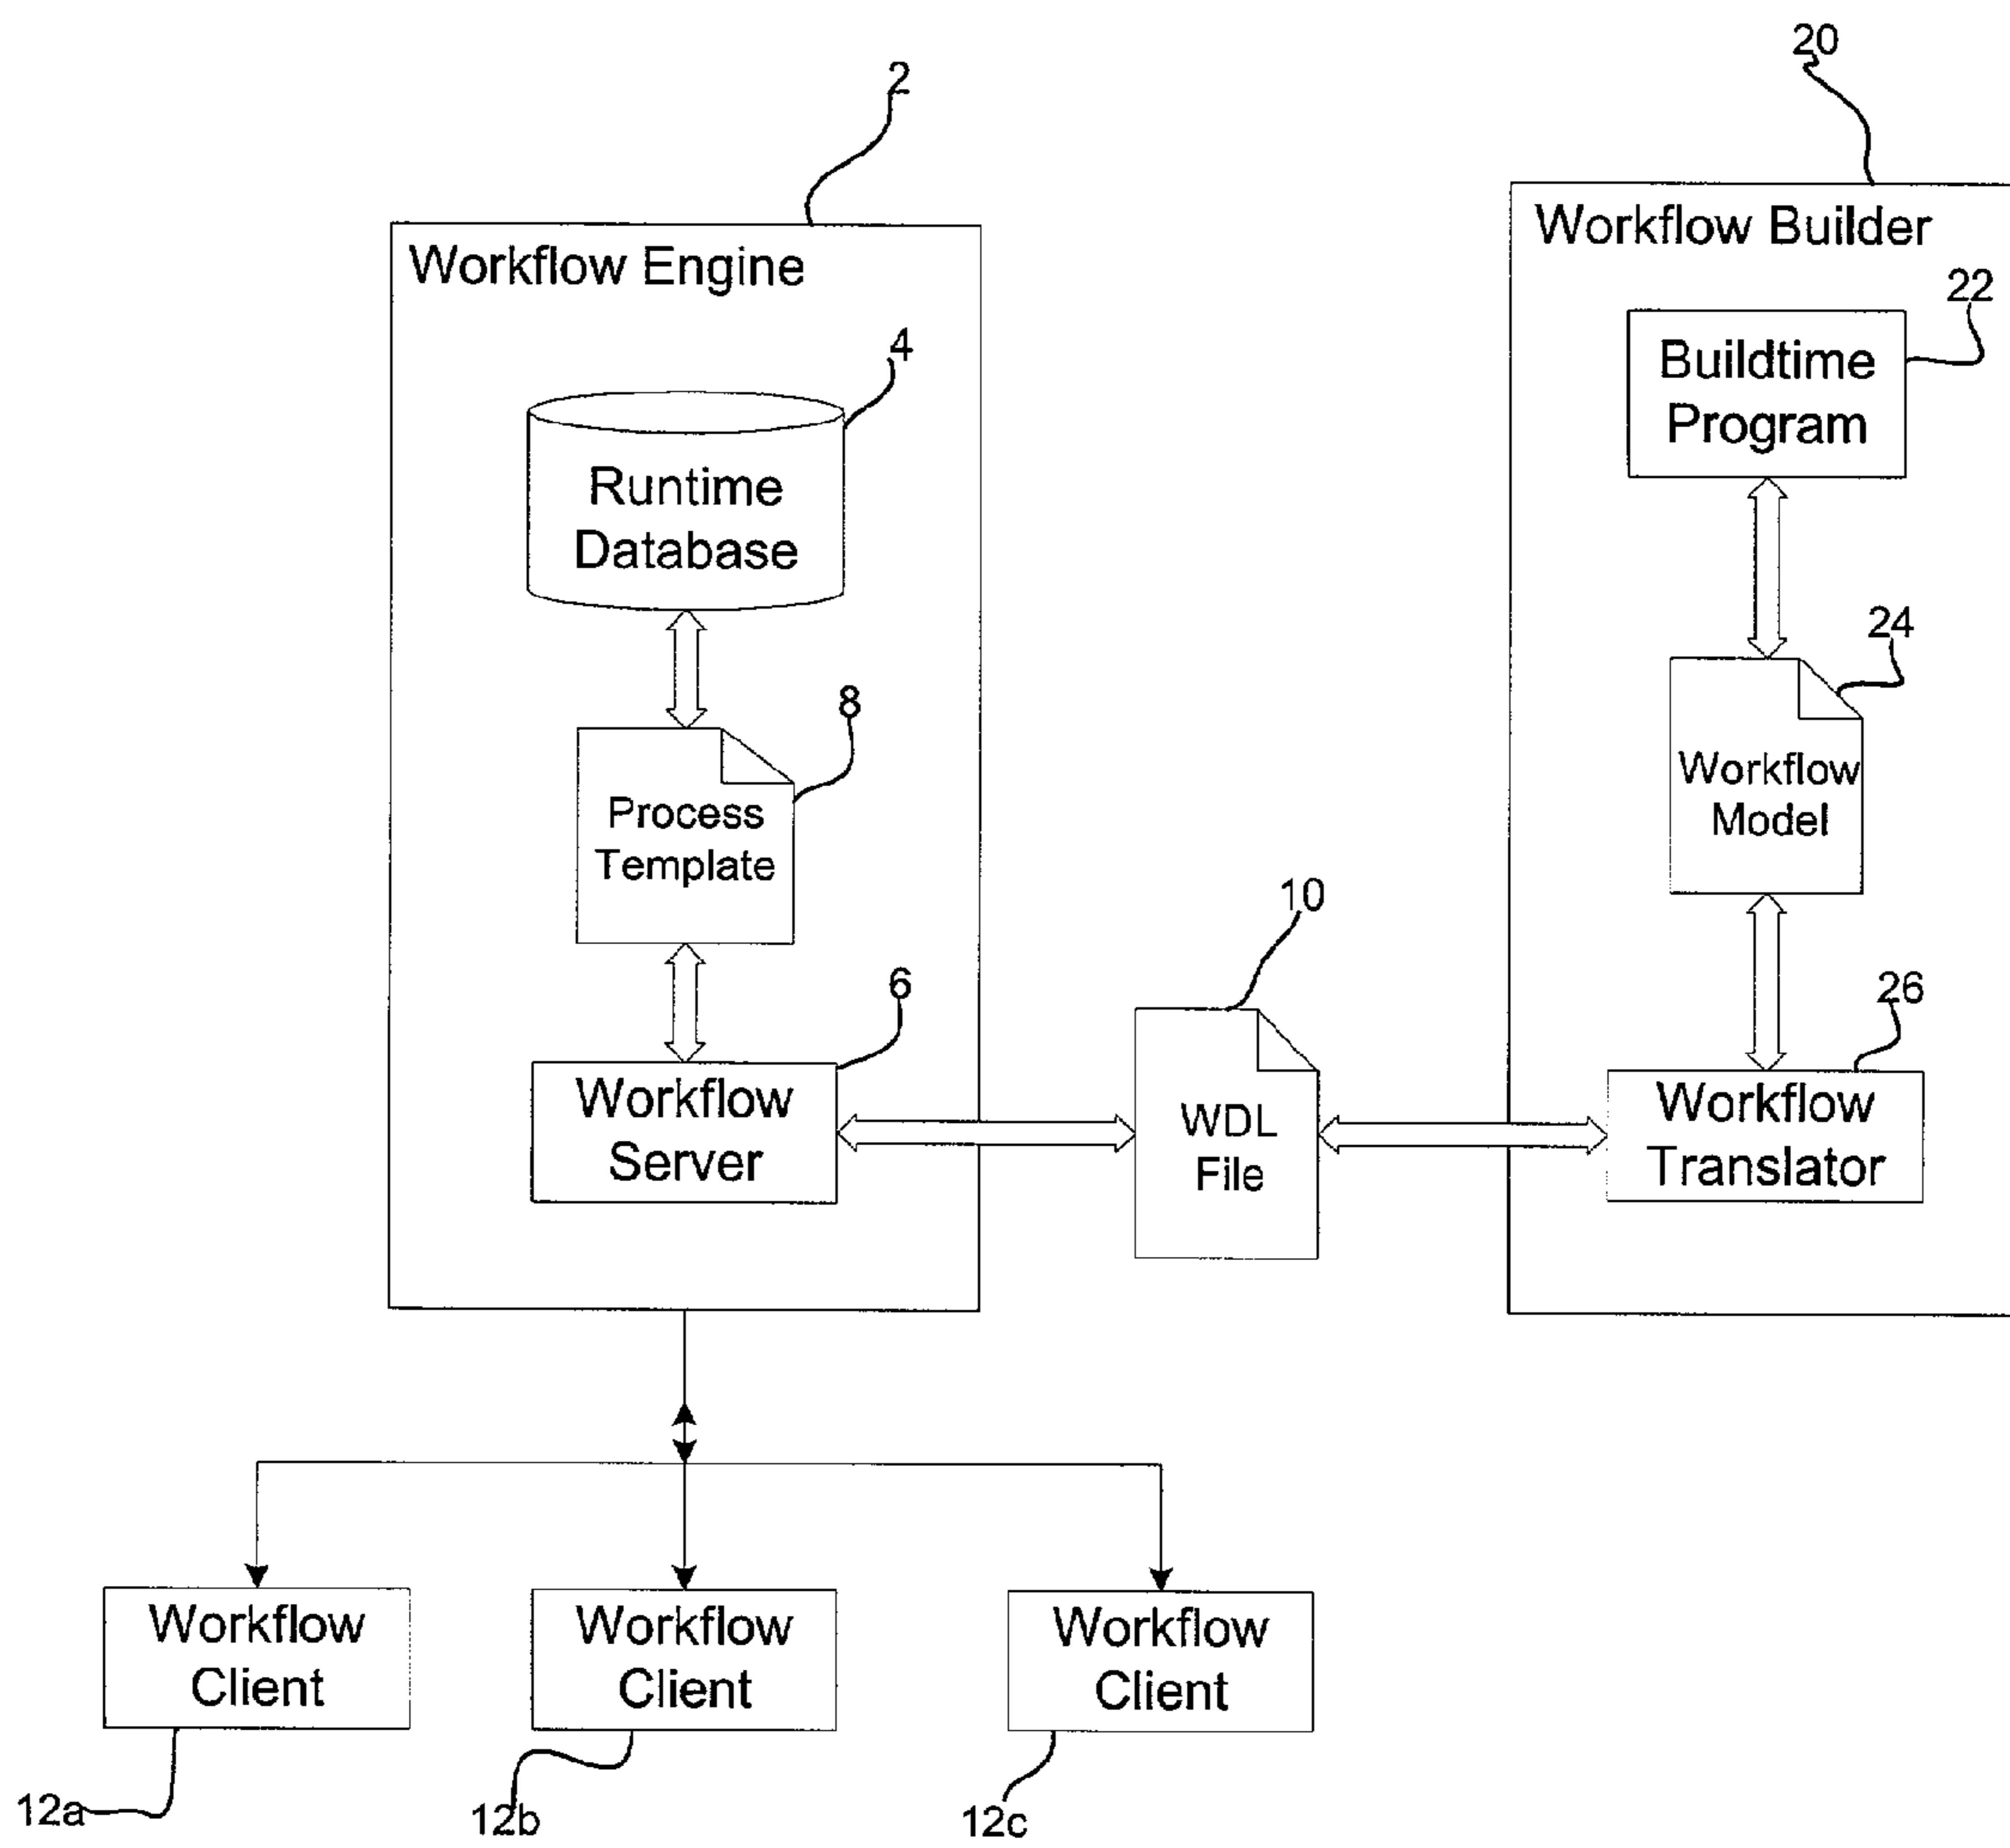 20
2
Workflow Builder
Workflow Engine
22
Buildtime
Program
4
Runtime
Database
24
8
Workflow
Model
Process
Template
10
6
26
Workflow
Server
WDL
File
Workflow
Translator
Workflow
Client
Workflow
Client
Workflow
Client
12a
12b
12c